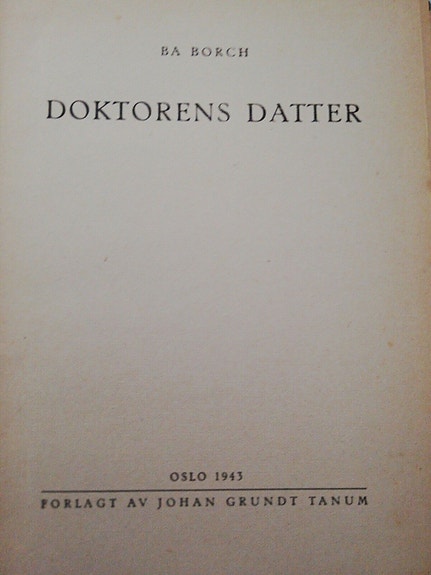 BA BORCH
DOKTORENS DATTER
OSLO 1943
FORLAGT AV JOHAN GRUNDT TANUM